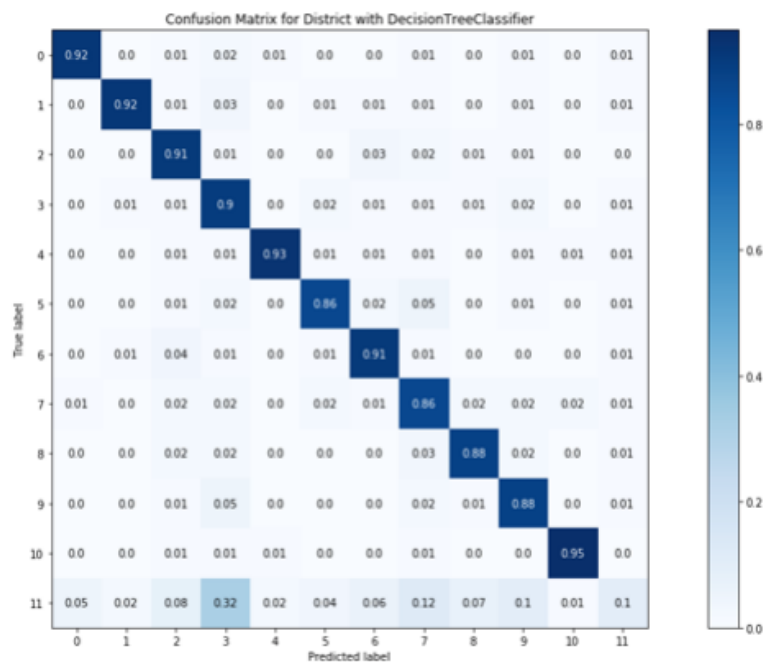 Confusion Matrix for District with DecisionTreeClassifier
0 0.92 0.0 0.01 0.02 0.01 0.0 0.0 0.01 0.0 0.01 0.0 0.01
1 0.0 0.92 0.01 0.03 0.0 0.01 0.01 0.01 0.0 0.01 0.0 0.01
2 0.0 0.0 0.91 0.01 0.0 0.0 0.03 0.02 0.01 0.01 0.0 0.0
3 0.0 0.01 0.01 0.9 0.0 0.02 0.01 0.01 0.01 0.02 0.0 0.01
4 0.0 0.0 0.01 0.01 0.93 0.01 0.01 0.01 0.0 0.01 0.01 0.01
5 0.0 0.0 0.01 0.02 0.0 0.86 0.02 0.05 0.0 0.01 0.0 0.01
6 0.0 0.01 0.04 0.01 0.0 0.01 0.91 0.01 0.0 0.0 0.0 0.01
7 0.01 0.0 0.02 0.02 0.0 0.02 0.01 0.86 0.02 0.02 0.02 0.01
8 0.0 0.0 0.02 0.02 0.0 0.0 0.0 0.03 0.88 0.02 0.0 0.01
9 0.0 0.0 0.01 0.05 0.0 0.0 0.0 0.02 0.01 0.88 0.0 0.01
10 0.0 0.0 0.01 0.01 0.01 0.0 0.0 0.01 0.0 0.0 0.95 0.0
11 0.05 0.02 0.08 0.32 0.02 0.04 0.06 0.12 0.07 0.1 0.01 0.1
0 1 2 3 4 5 6 7 8 9 10 11
Predicted label
True label
0.8
0.6
0.4
0.2
0.0